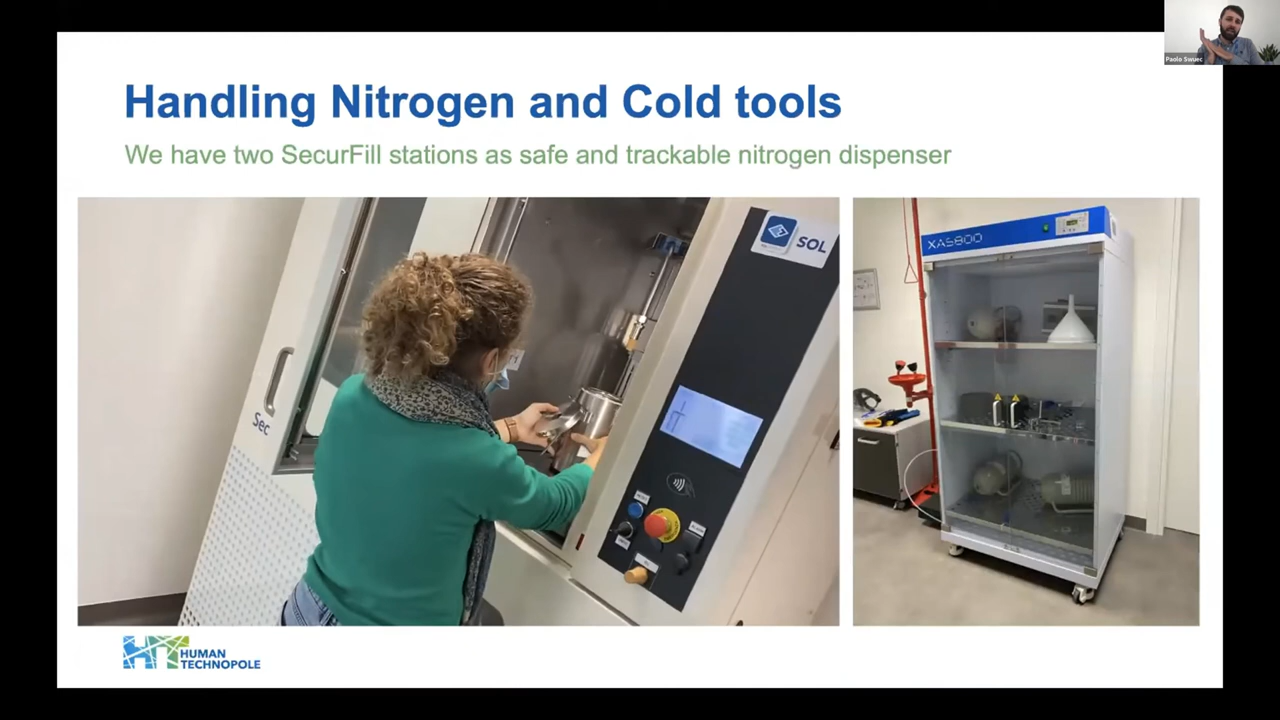 Paolo Swuec
Handling Nitrogen and Cold tools
We have two SecurFill stations as safe and trackable nitrogen dispenser
SOL
XAS800
Sec
HT HUMAN
TECHNOPOLE